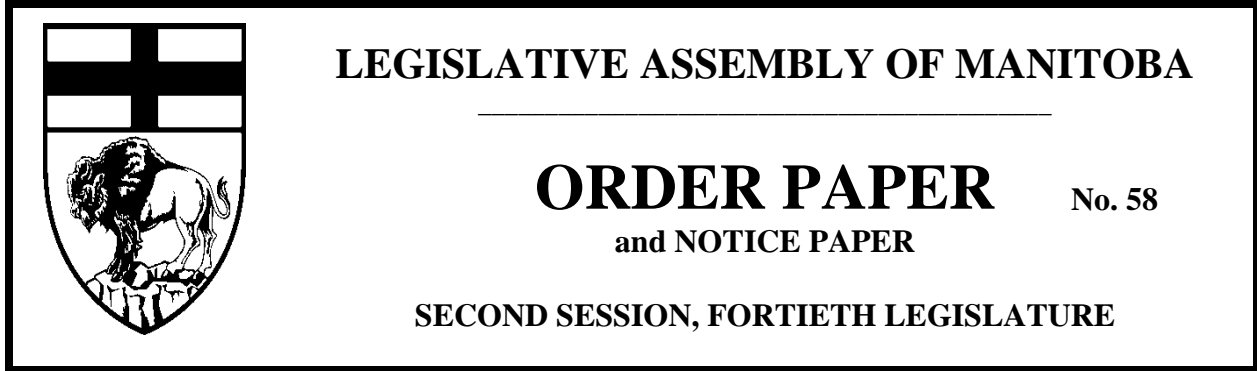 LEGISLATIVE ASSEMBLY OF MANITOBA
ORDER PAPER No. 58
and NOTICE PAPER
SECOND SESSION, FORTIETH LEGISLATURE